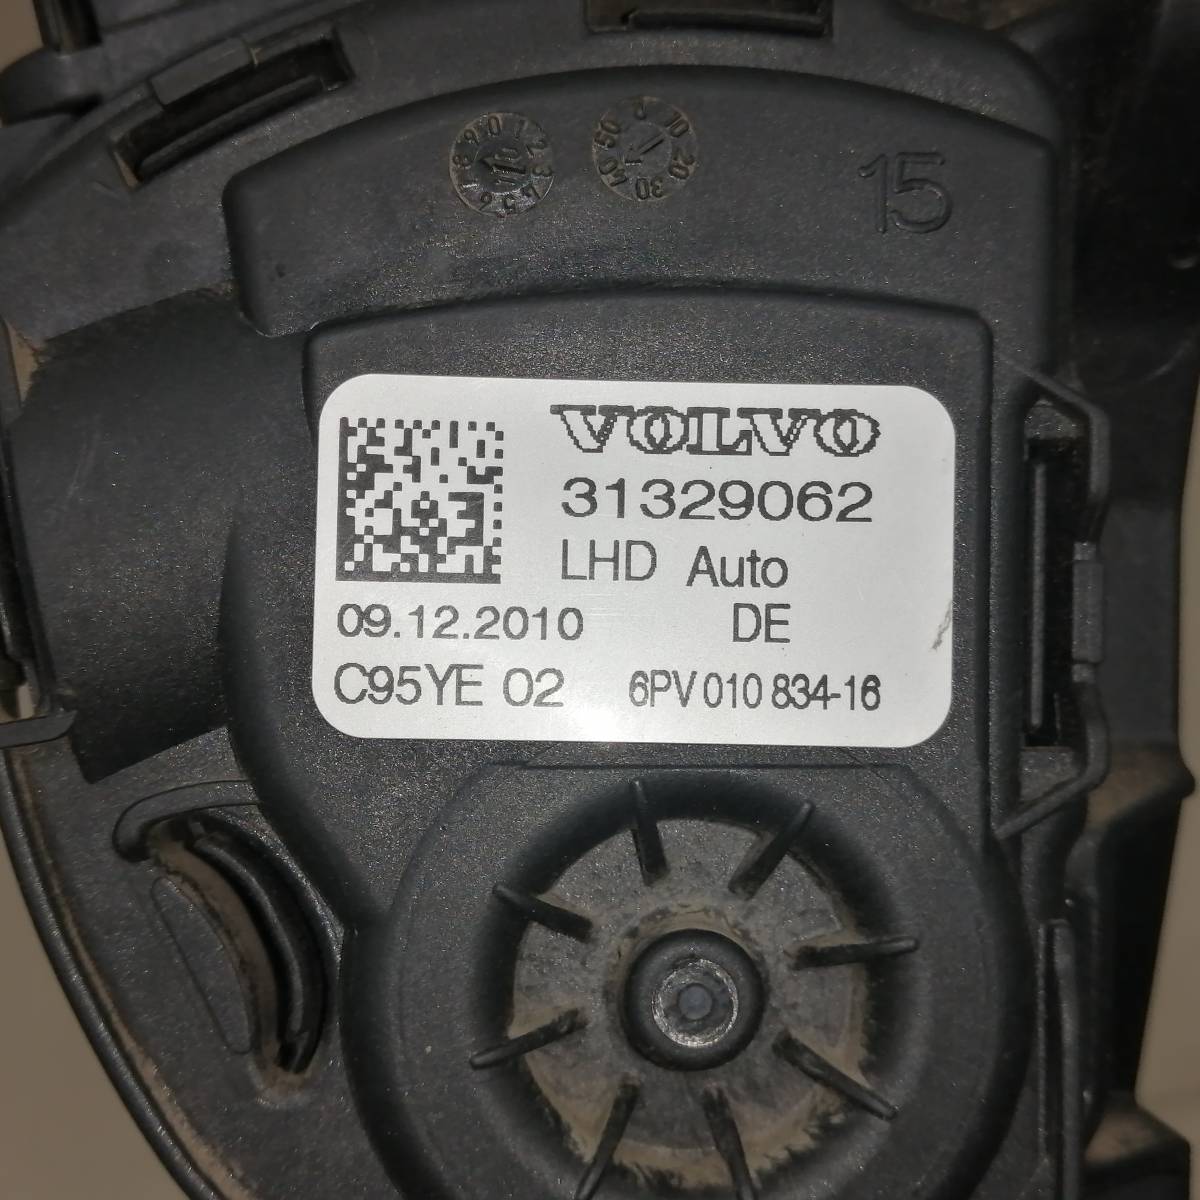 15
VOLVO
31329062
LHD Auto
09.12.2010 DE
C95YE 02 6PV 010 834-16